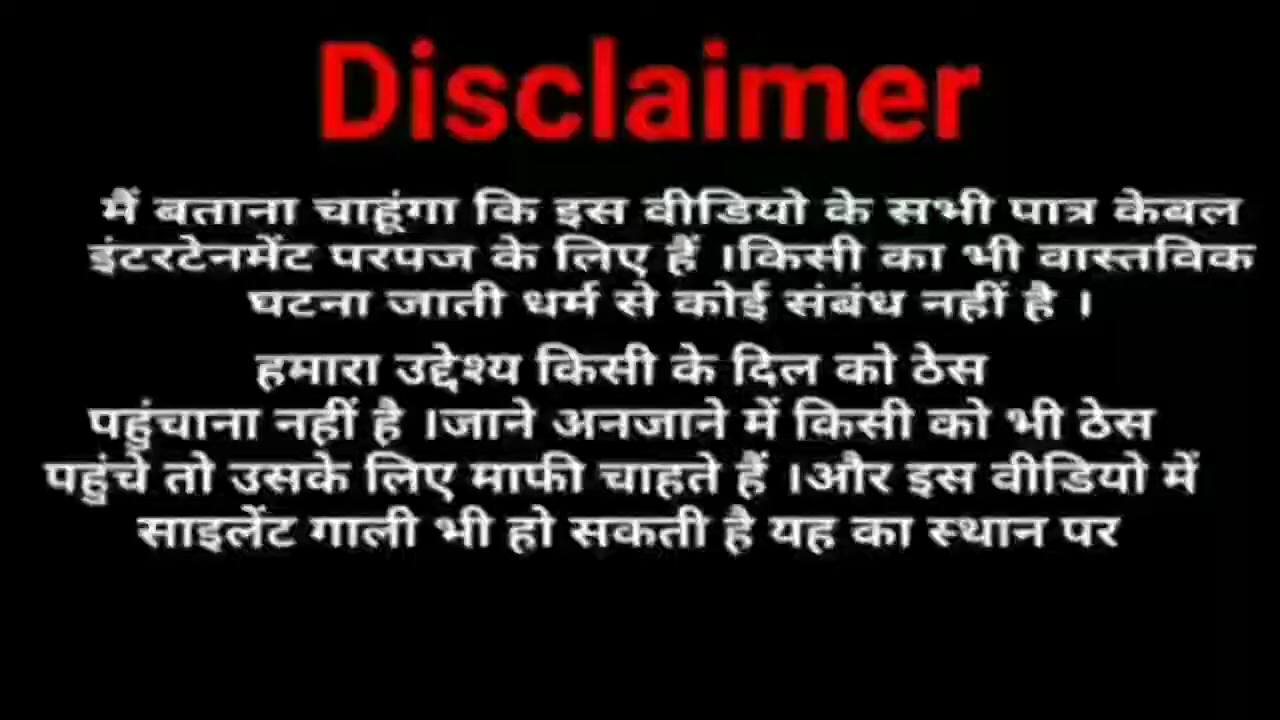 Disclaimer
मैं बताना चाहूंगा कि इस वीडियो के सभी पात्र केबल
इंटरटेनमेंट परपज के लिए हैं ।किसी का भी वास्तविक
घटना जाती धर्म से कोई संबंध नहीं है ।
हमारा उद्देश्य किसी के दिल को ठेस
पहुंचाना नहीं है ।जाने अनजाने में किसी को भी ठेस
पहुंचे तो उसके लिए माफी चाहते हैं ।और इस वीडियो में
साइलेंट गाली भी हो सकती है यह का स्थान पर